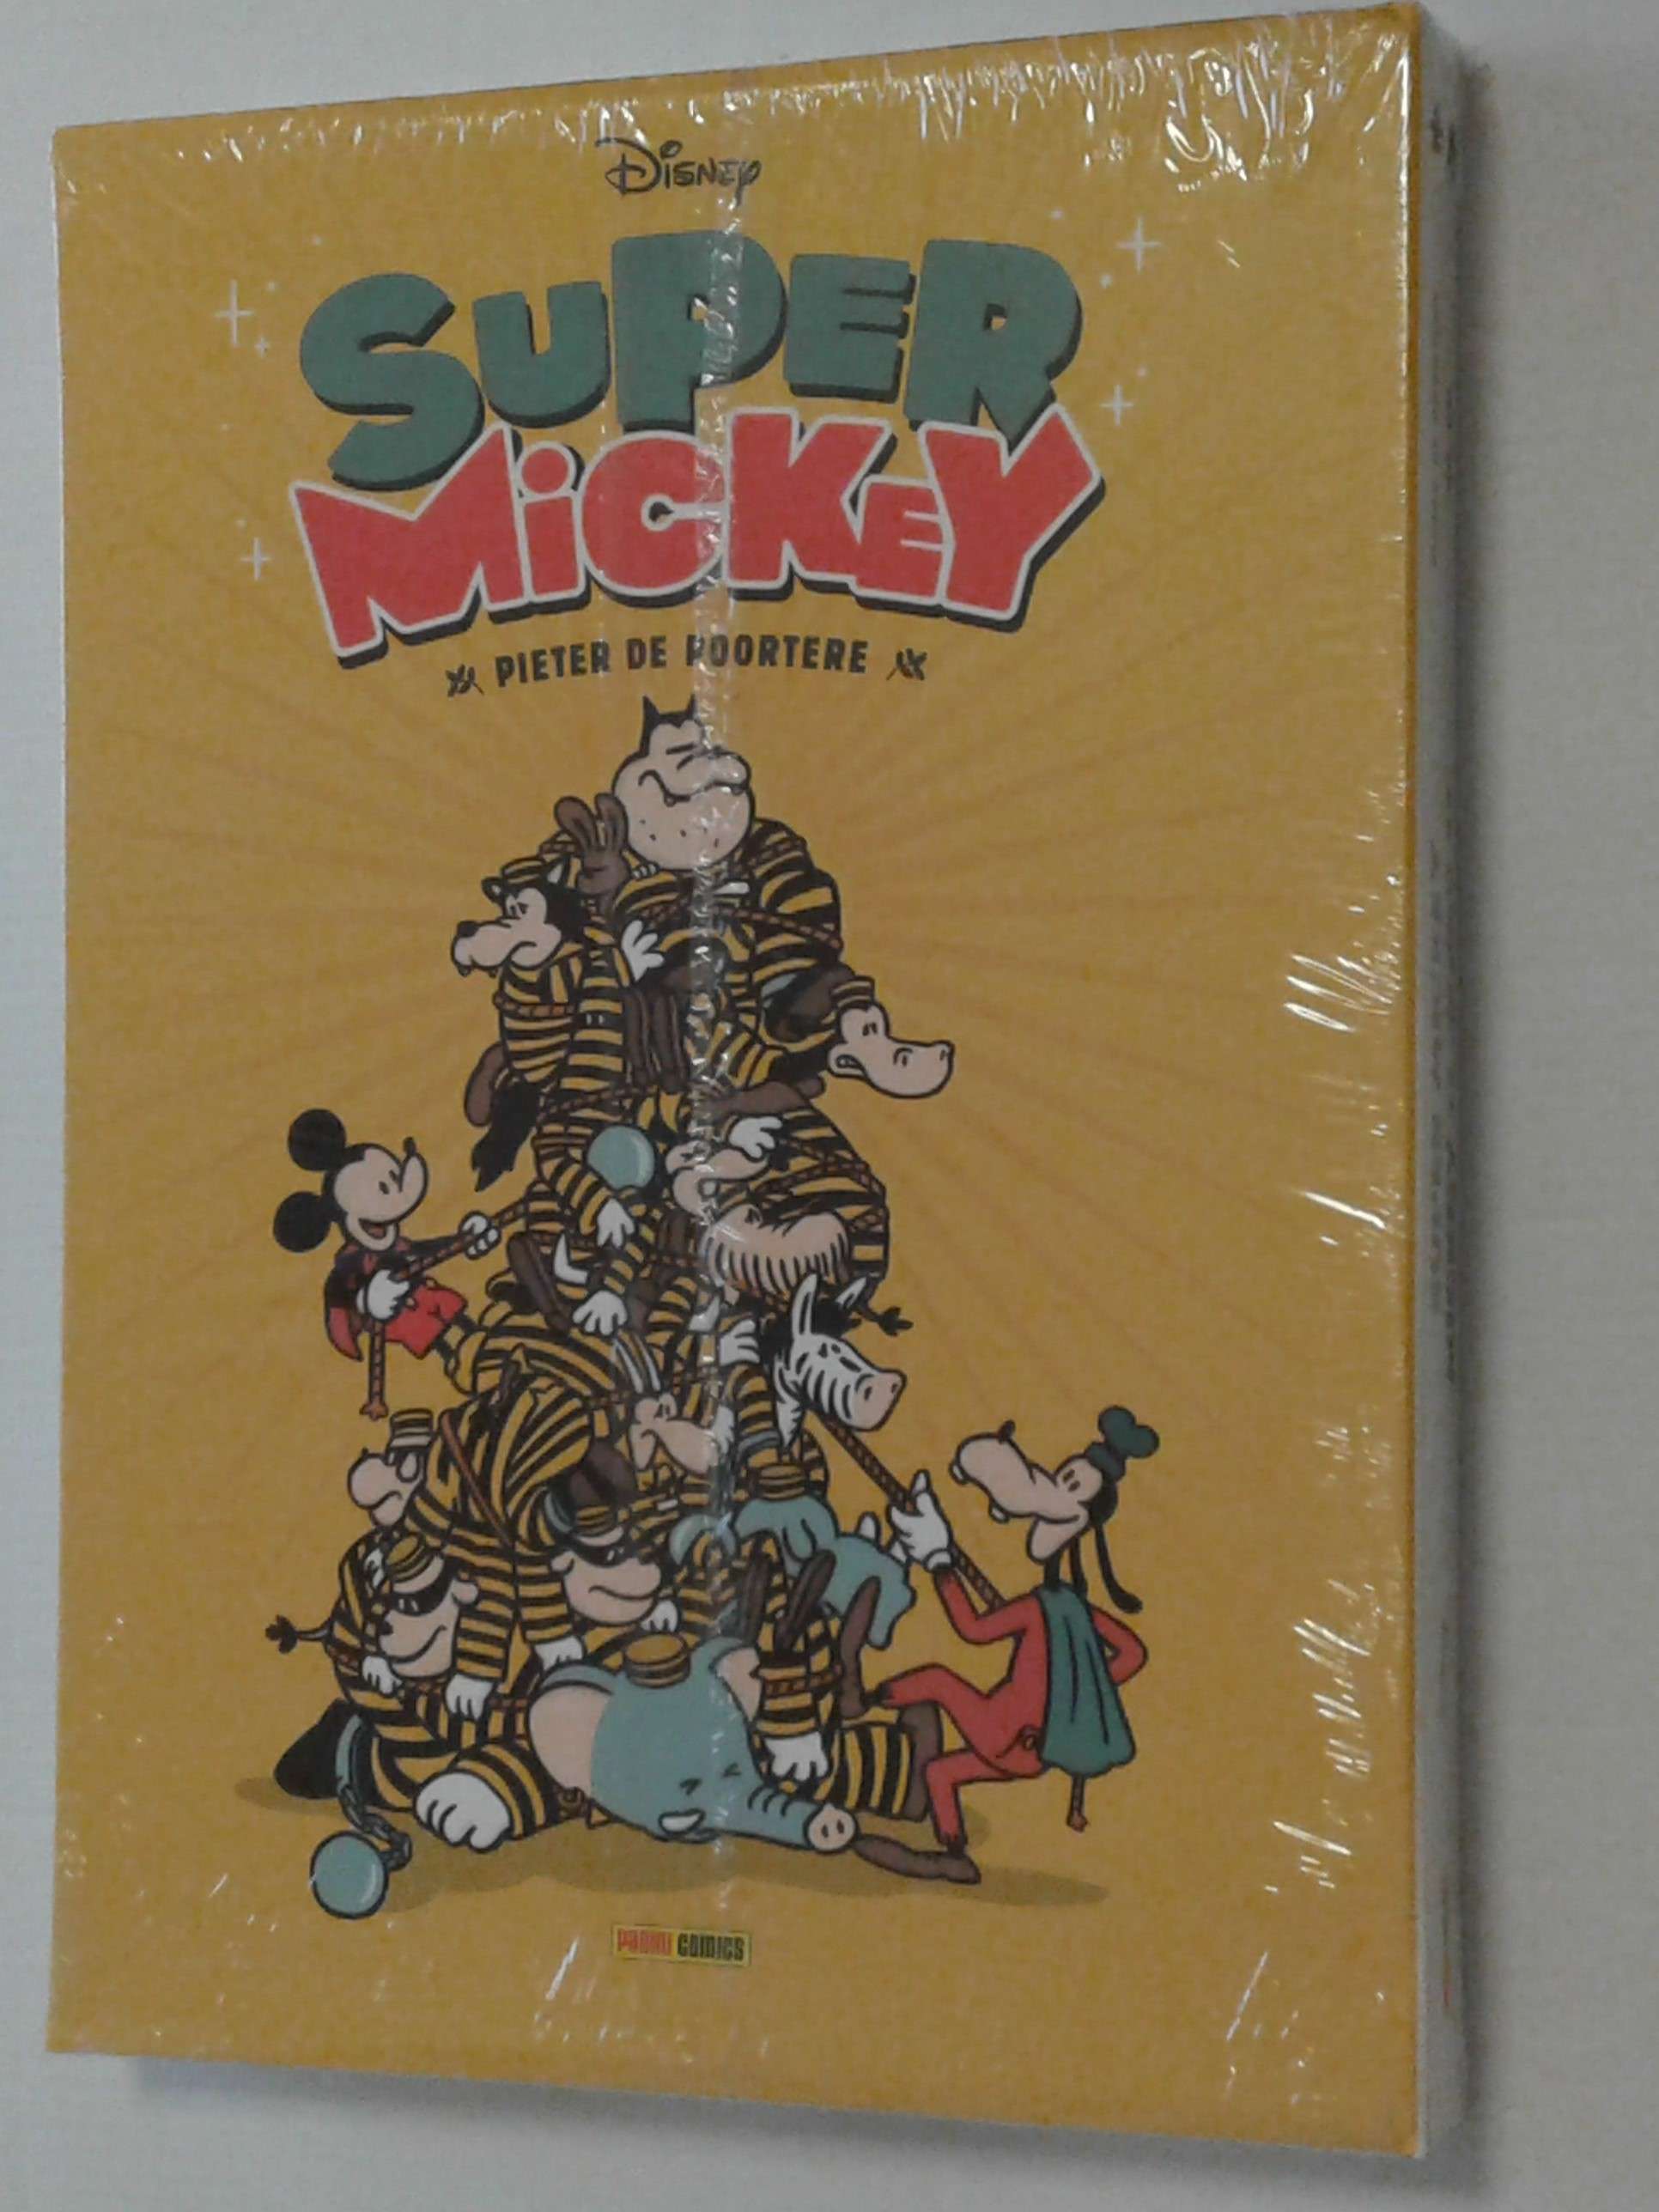 Disney
SUPER
MiCKEY
PIETER DE POORTERE
PANINI COMICS